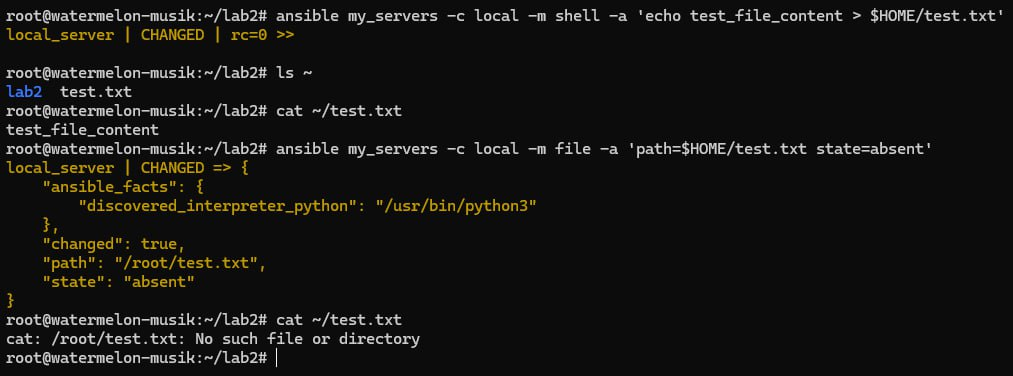 root@watermelon-musik:~/lab2# ansible my_servers -c local -m shell -a 'echo test_file_content > $HOME/test.txt'
local_server | CHANGED | rc=0 >>

root@watermelon-musik:~/lab2# ls ~
lab2  test.txt
root@watermelon-musik:~/lab2# cat ~/test.txt
test_file_content
root@watermelon-musik:~/lab2# ansible my_servers -c local -m file -a 'path=$HOME/test.txt state=absent'
local_server | CHANGED => {
    "ansible_facts": {
        "discovered_interpreter_python": "/usr/bin/python3"
    },
    "changed": true,
    "path": "/root/test.txt",
    "state": "absent"
}
root@watermelon-musik:~/lab2# cat ~/test.txt
cat: /root/test.txt: No such file or directory
root@watermelon-musik:~/lab2#